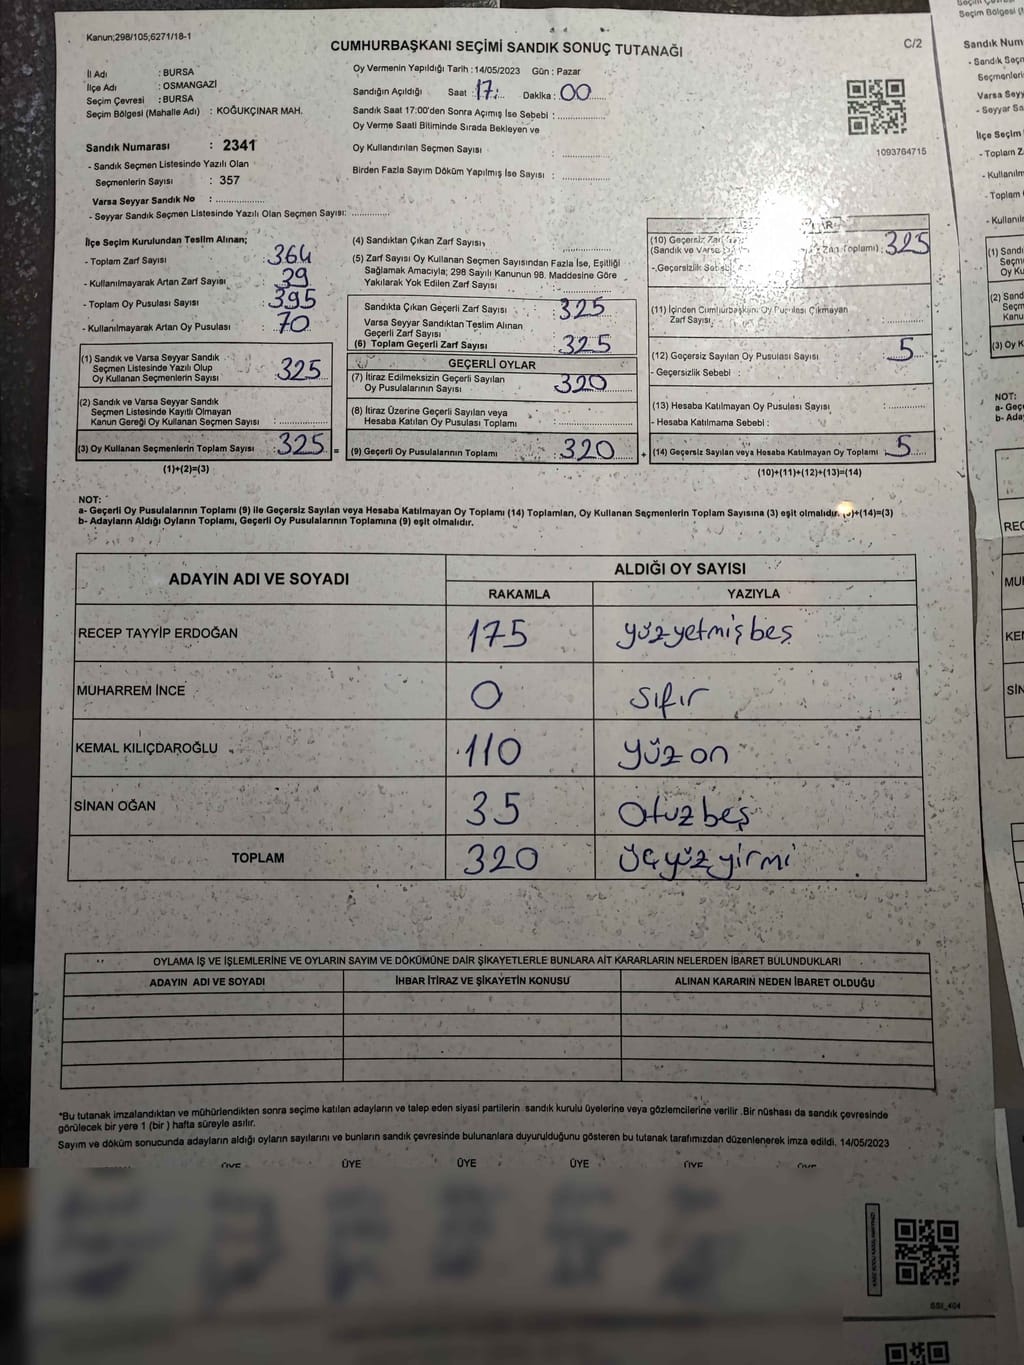 Kanun;298/105;6271/18-1
CUMHURBAŞKANI SEÇİMİ SANDIK SONUÇ TUTANAĞI
C/2
İl Adı : BURSA
İlçe Adı : OSMANGAZİ
Seçim Çevresi : BURSA
Seçim Bölgesi (Mahalle Adı) : KOĞUKÇINAR MAH.
Sandık Numarası : 2341
- Sandık Seçmen Listesinde Yazılı Olan
Seçmenlerin Sayısı : 357
Varsa Seyyar Sandık No : ..................
- Seyyar Sandık Seçmen Listesinde Yazılı Olan Seçmen Sayısı: ............
Oy Vermenin Yapıldığı Tarih : 14/05/2023 Gün : Pazar
Sandığın Açıldığı Saat : 17: Dakika : 00
Sandık Saat 17:00'den Sonra Açımış İse Sebebi : ..............
Oy Verme Saati Bitiminde Sırada Bekleyen ve
Oy Kullandırılan Seçmen Sayısı : ..............
Birden Fazla Sayım Döküm Yapılmış İse Sayısı : ..............
1093764715
İlçe Seçim Kurulundan Teslim Alınan;
- Toplam Zarf Sayısı : 364
- Kullanılmayarak Artan Zarf Sayısı : 39
- Toplam Oy Pusulası Sayısı : 395
- Kullanılmayarak Artan Oy Pusulası : 70
(1) Sandık ve Varsa Seyyar Sandık
Seçmen Listesinde Yazılı Olup
Oy Kullanan Seçmenlerin Sayısı : 325
(2) Sandık ve Varsa Seyyar Sandık
Seçmen Listesinde Kayıtlı Olmayan
Kanun Gereği Oy Kullanan Seçmen Sayısı : ..............
(3) Oy Kullanan Seçmenlerin Toplam Sayısı : 325 =
(1)+(2)=(3)
(4) Sandıktan Çıkan Zarf Sayısı, ..............
(5) Zarf Sayısı Oy Kullanan Seçmen Sayısından Fazla İse, Eşitliği
Sağlamak Amacıyla; 298 Sayılı Kanunun 98. Maddesine Göre
Yakılarak Yok Edilen Zarf Sayısı : ..............
Sandıkta Çıkan Geçerli Zarf Sayısı : 325
Varsa Seyyar Sandıktan Teslim Alınan
Geçerli Zarf Sayısı
(6) Toplam Geçerli Zarf Sayısı : 325
GEÇERLİ OYLAR
(7) İtiraz Edilmeksizin Geçerli Sayılan
Oy Pusulalarının Sayısı : 320
(8) İtiraz Üzerine Geçerli Sayılan veya
Hesaba Katılan Oy Pusulası Toplamı : ..............
(9) Geçerli Oy Pusulalarının Toplamı : 320 +
(10) Geçersiz
(Sandık ve Varsa Toplamı) : 325
(11) İçinden Cumhurbaşkanı Oy Pusulası Çıkmayan
Zarf Sayısı, : ..............
(12) Geçersiz Sayılan Oy Pusulası Sayısı : 5
- Geçersizlik Sebebi :
(13) Hesaba Katılmayan Oy Pusulası Sayısı : ..............
- Hesaba Katılmama Sebebi :
(14) Geçersiz Sayılan veya Hesaba Katılmayan Oy Toplamı : 5
(10)+(11)+(12)+(13)=(14)
NOT:
a- Geçerli Oy Pusulalarının Toplamı (9) ile Geçersiz Sayılan veya Hesaba Katılmayan Oy Toplamı (14) Toplamları, Oy Kullanan Seçmenlerin Toplam Sayısına (3) eşit olmalıdır. (9)+(14)=(3)
b- Adayların Aldığı Oyların Toplamı, Geçerli Oy Pusulalarının Toplamına (9) eşit olmalıdır.
ADAYIN ADI VE SOYADI ALDIĞI OY SAYISI
RAKAMLA YAZIYLA
RECEP TAYYİP ERDOĞAN 175 yüzyetmişbeş
MUHARREM İNCE 0 sıfır
KEMAL KILIÇDAROĞLU 110 yüz on
SİNAN OĞAN 35 Otuz beş
TOPLAM 320 üçyüz yirmi
OYLAMA İŞ VE İŞLEMLERİNE VE OYLARIN SAYIM VE DÖKÜMÜNE DAİR ŞİKAYETLERLE BUNLARA AİT KARARLARIN NELERDEN İBARET BULUNDUKLARI
ADAYIN ADI VE SOYADI İHBAR İTİRAZ VE ŞİKAYETİN KONUSU ALINAN KARARIN NEDEN İBARET OLDUĞU
*Bu tutanak imzalandıktan ve mühürlendikten sonra seçime katılan adayların ve talep eden siyasi partilerin sandık kurulu üyelerine veya gözlemcilerine verilir .Bir nüshası da sandık çevresinde
görülecek bir yere 1 (bir ) hafta süreyle asılır.
Sayım ve döküm sonucunda adayların aldığı oyların sayılarını ve bunların sandık çevresinde bulunanlara duyurulduğunu gösteren bu tutanak tarafımızdan düzenlenerek imza edildi. 14/05/2023
ÜYE ÜYE ÜYE ÜYE ÜYE